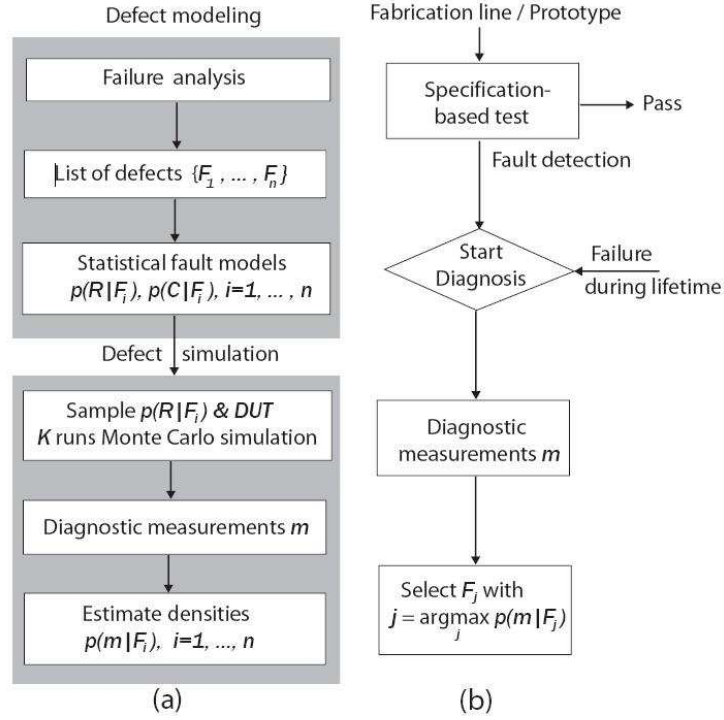 Defect modeling
Failure analysis
List of defects {F₁ , ... , Fₙ}
Statistical fault models
p(R|Fᵢ), p(C|Fᵢ), i=1, ... , n
Defect simulation
Sample p(R|Fᵢ) & DUT
K runs Monte Carlo simulation
Diagnostic measurements m
Estimate densities
p(m|Fᵢ), i=1, ..., n
(a)
Fabrication line / Prototype
Specification-
based test
Pass
Fault detection
Start
Diagnosis
Failure
during lifetime
Diagnostic
measurements m
Select Fⱼ with
j = argmax p(m|Fⱼ)
j
(b)